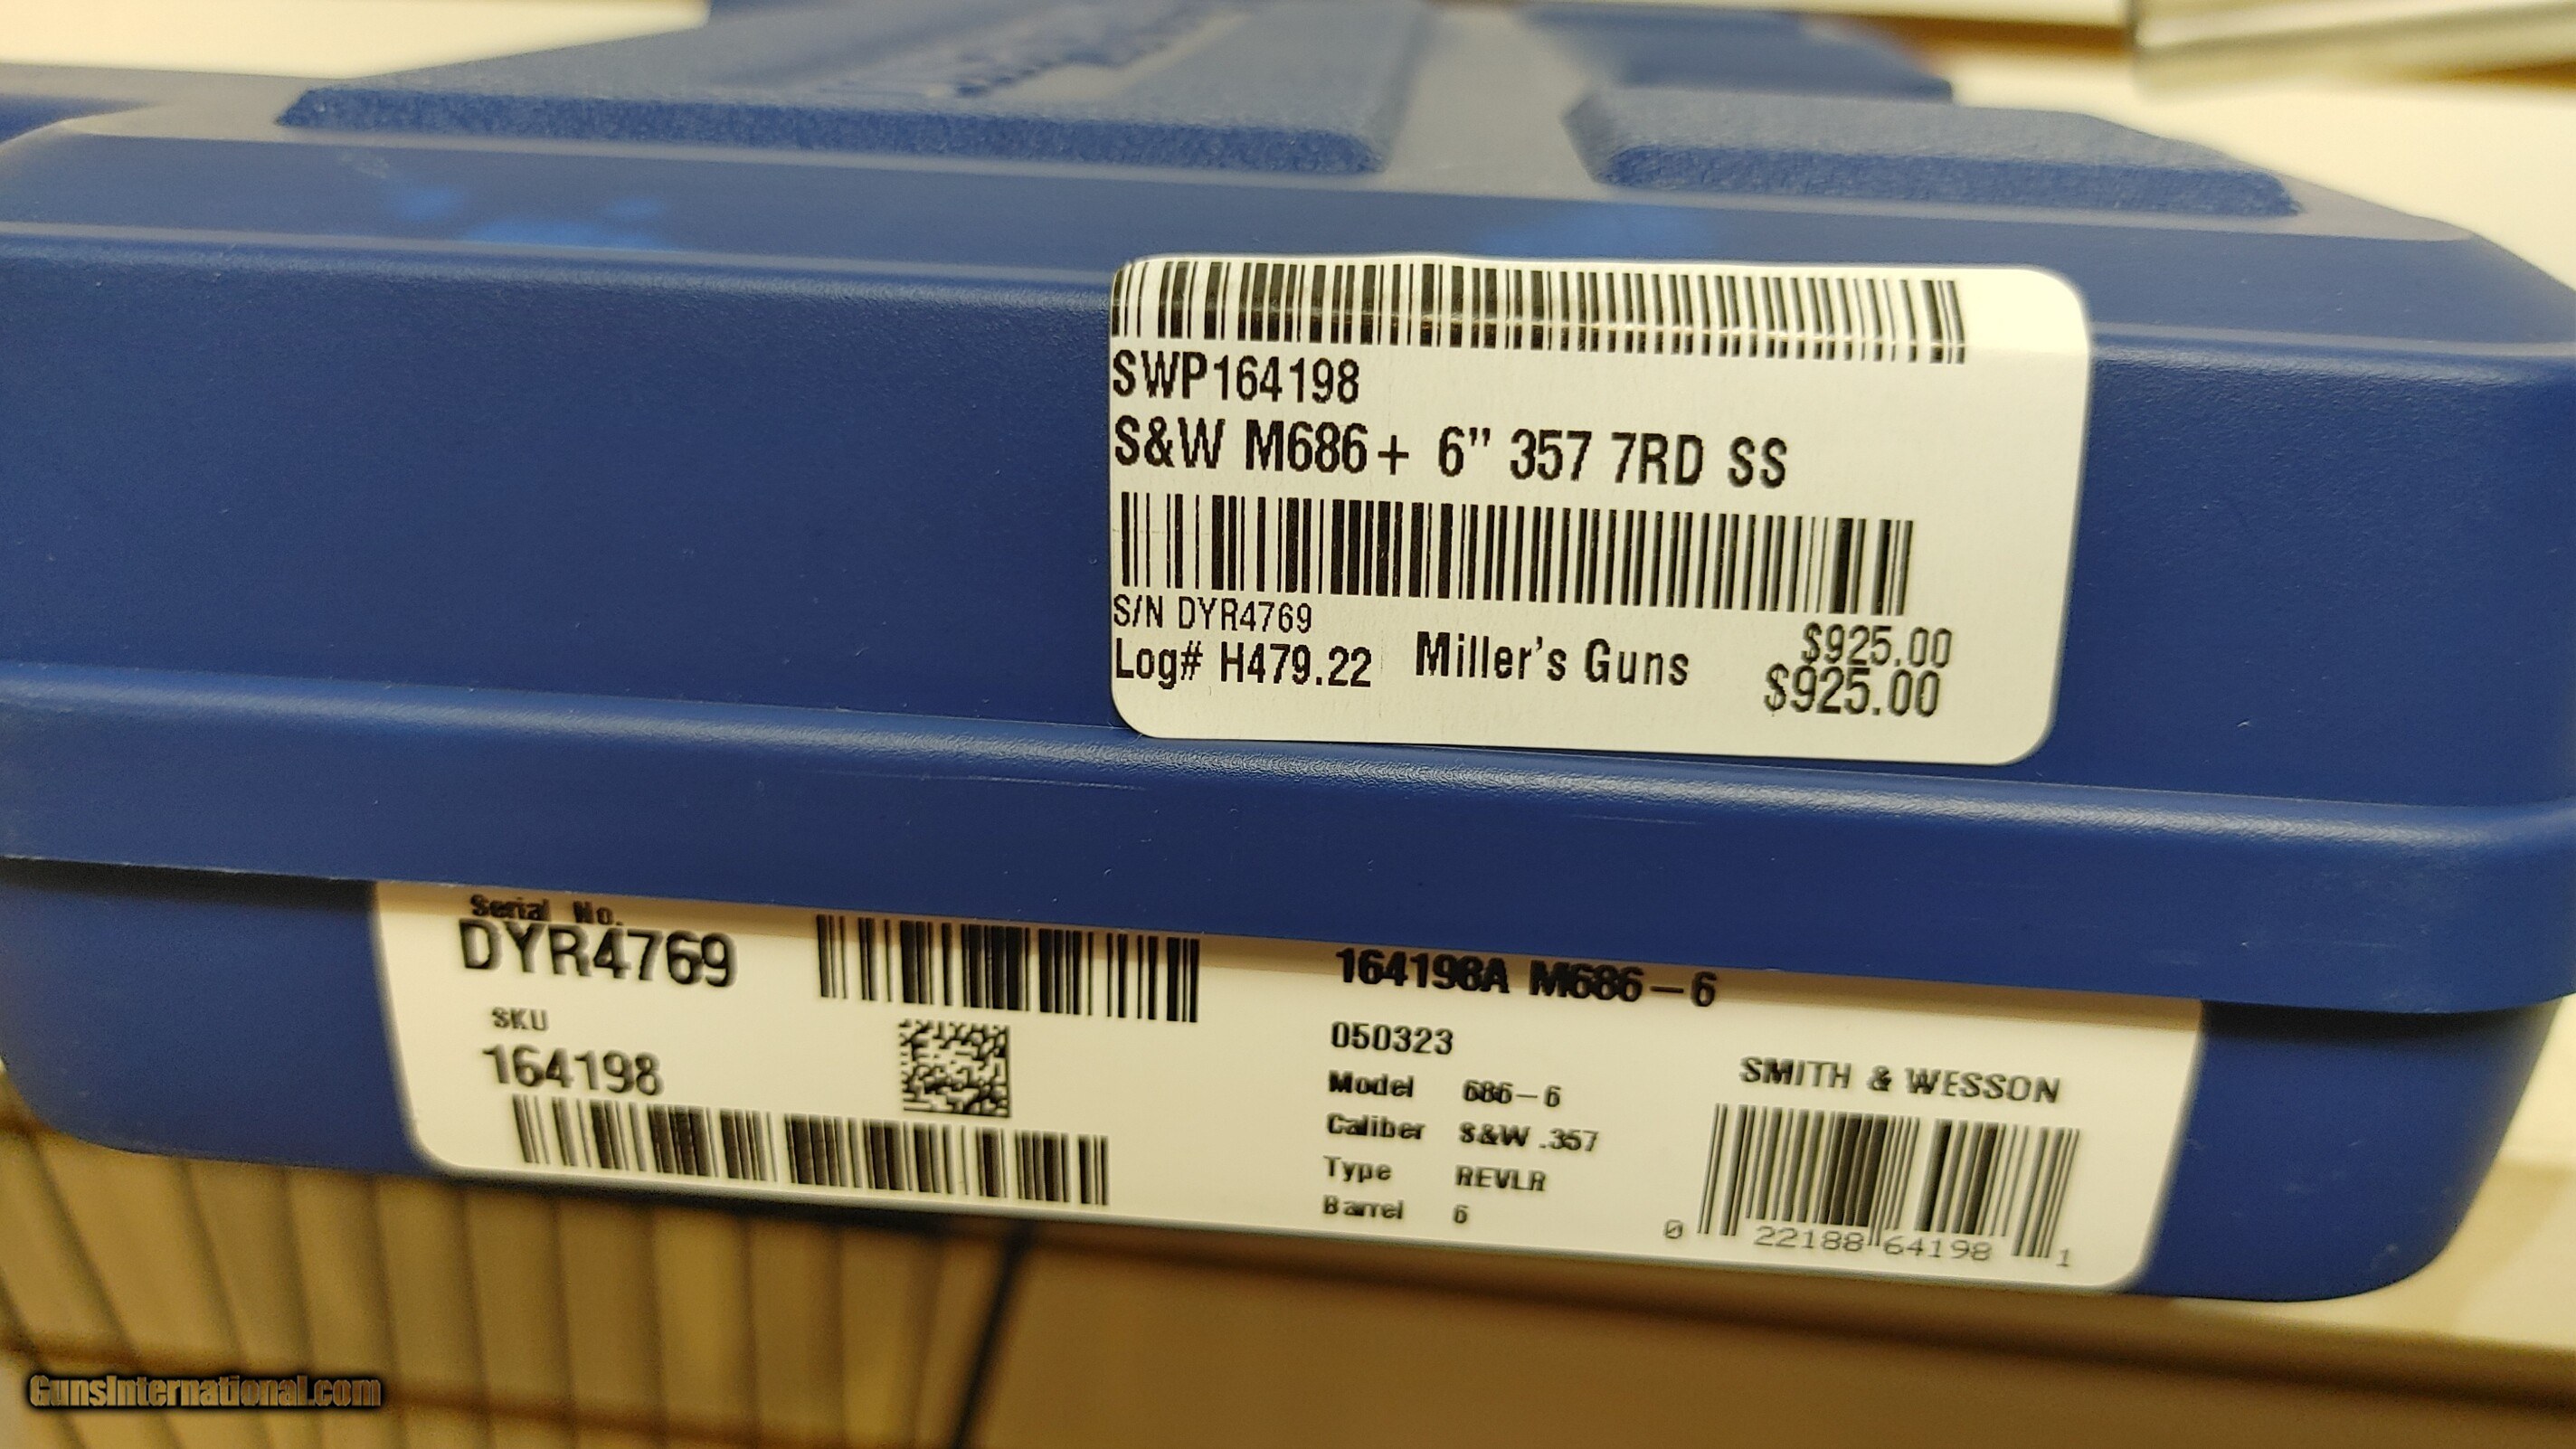 SWP164198
S&W M686+ 6" 357 7RD SS
S/N DYR4769
Log# H479.22 Miller's Guns $925.00
$925.00
Serial No.
DYR4769
SKU
164198
164198A M686-6
050323
Model 686-6
Caliber S&W .357
Type REVLR
Barrel 6
SMITH & WESSON
0 22188 64198 1
GunsInternational.com